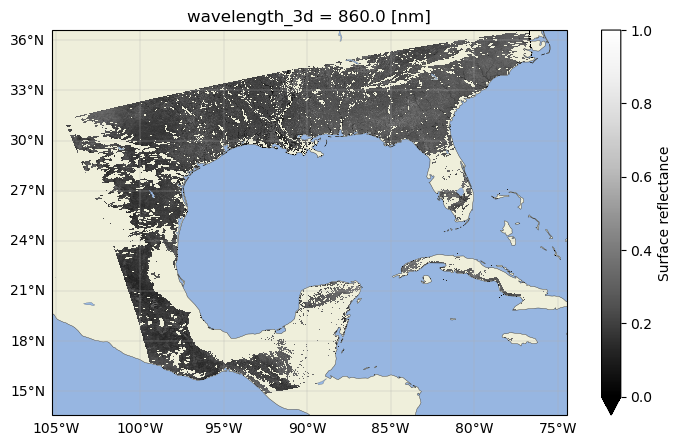 wavelength_3d = 860.0 [nm]
36°N
33°N
30°N
27°N
24°N
21°N
18°N
15°N
105°W 100°W 95°W 90°W 85°W 80°W 75°W
1.0
0.8
0.6
0.4
0.2
0.0
Surface reflectance